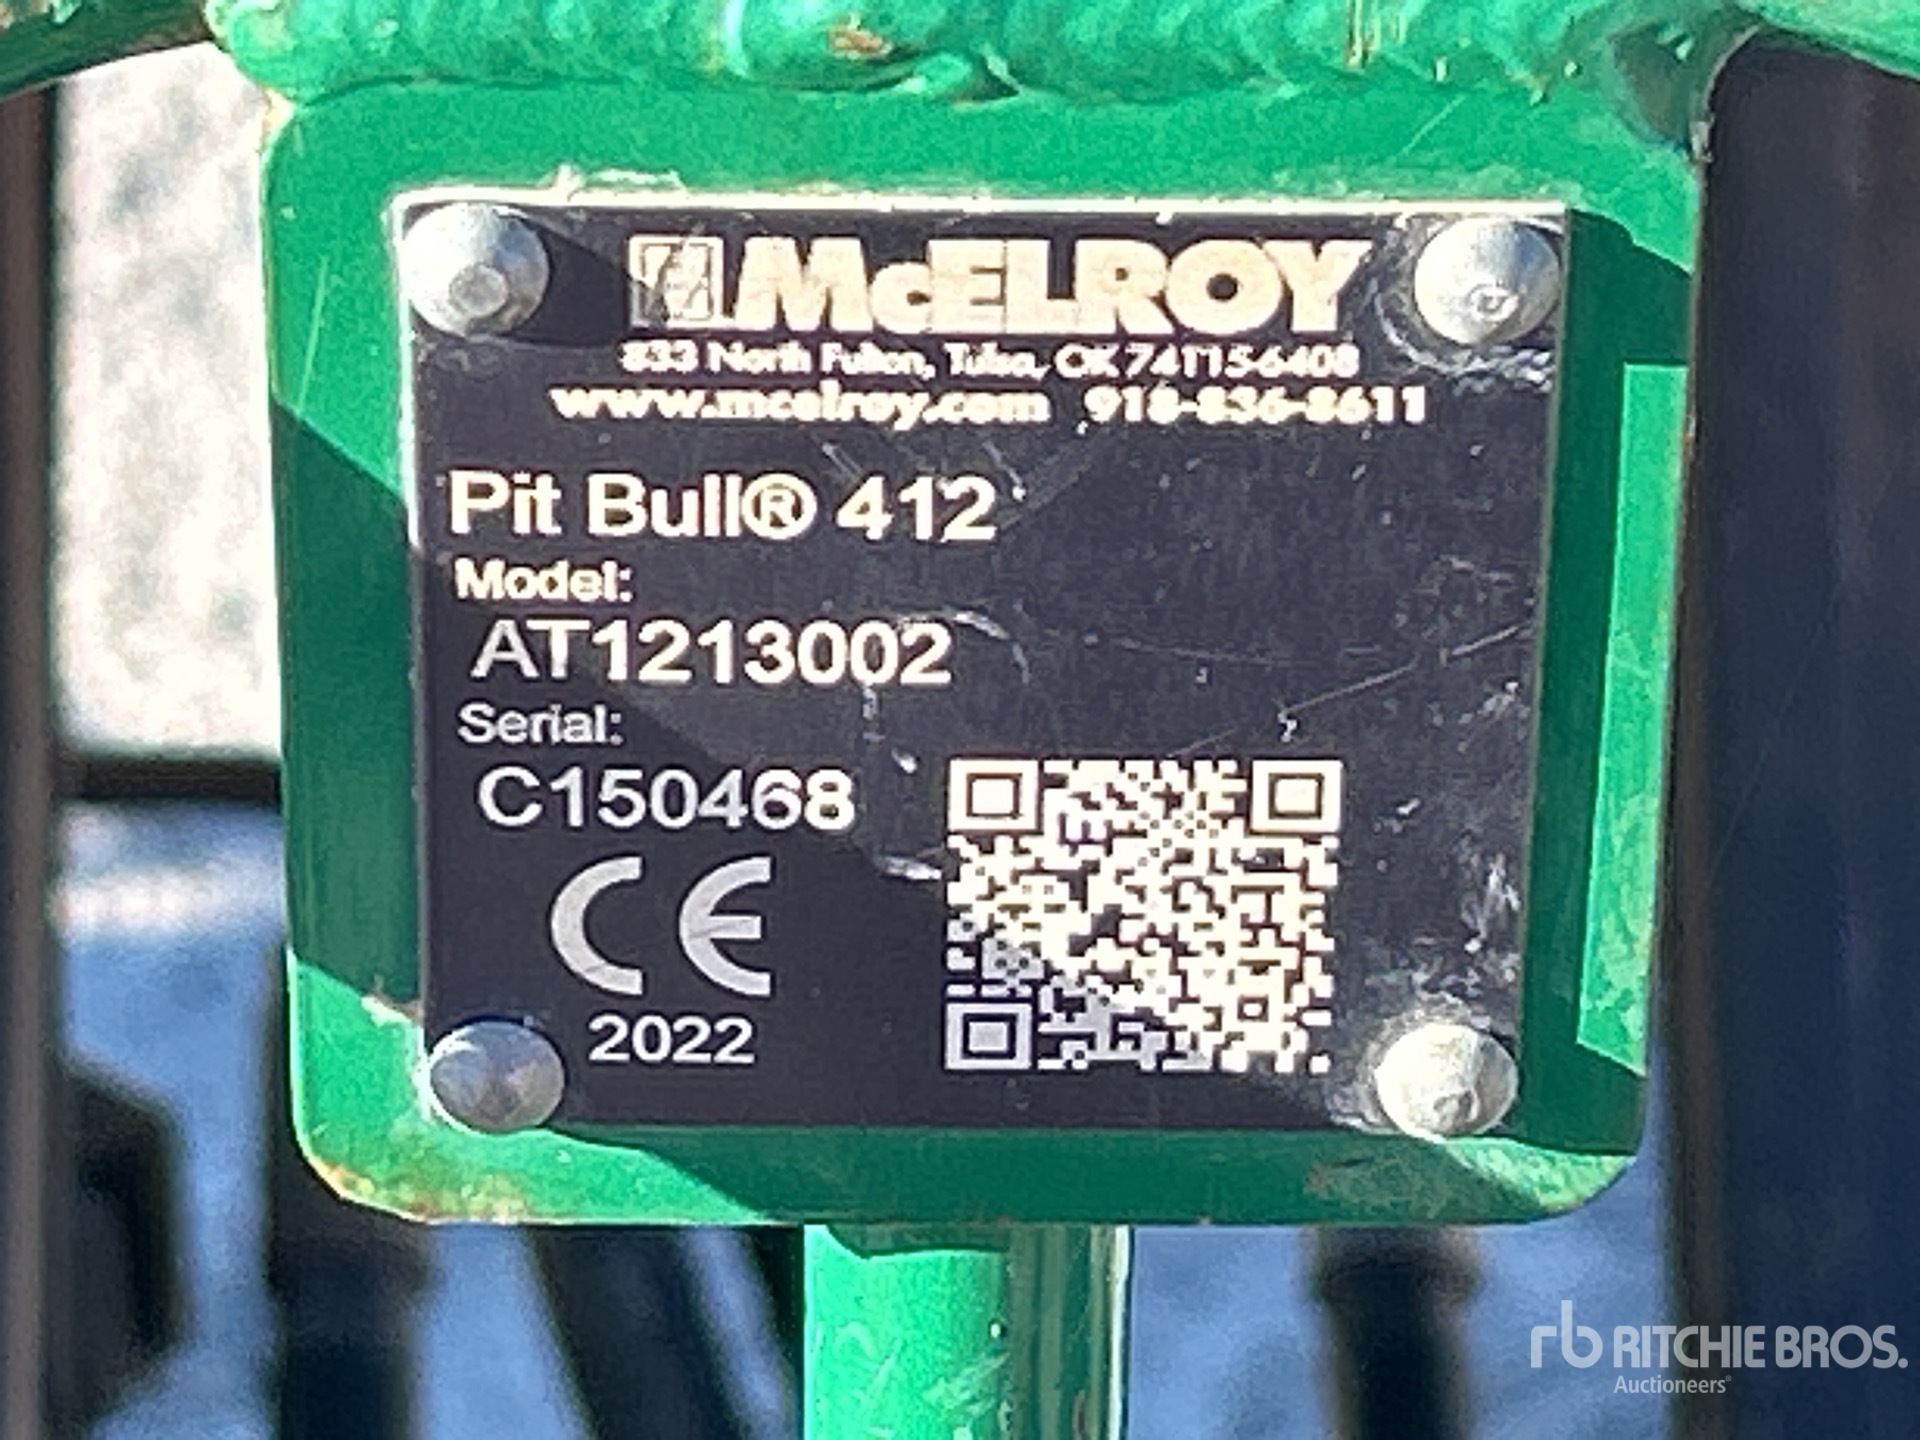 McELROY
833 North Fulton, Tulsa, OK 74115-6408
www.mcelroy.com 918-836-8611
Pit Bull® 412
Model:
AT1213002
Serial:
C150468
CE
2022
rb RITCHIE BROS.
Auctioneers®